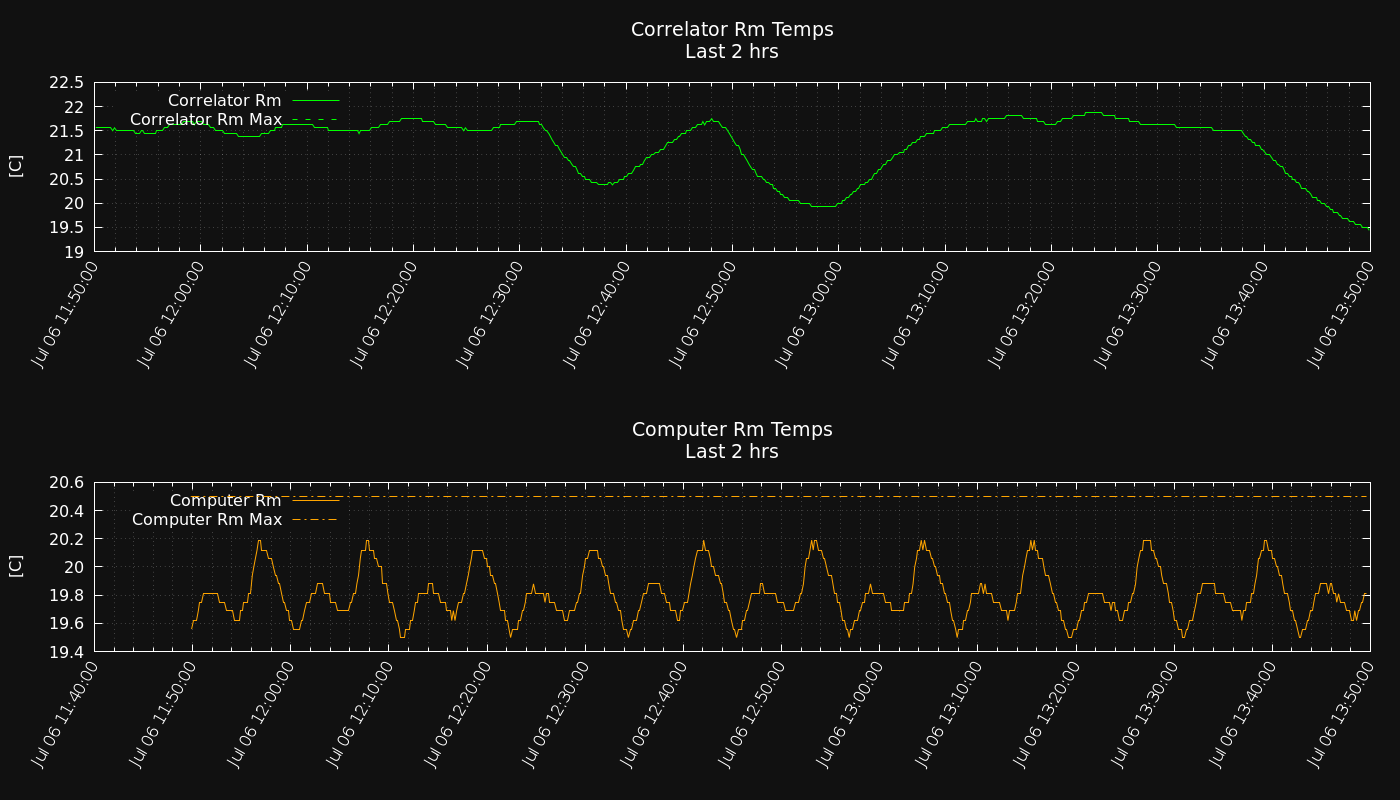 Correlator Rm Temps
Last 2 hrs
Correlator Rm
Correlator Rm Max
[C]
22.5
22
21.5
21
20.5
20
19.5
19
Jul 06 11:50:00
Jul 06 12:00:00
Jul 06 12:10:00
Jul 06 12:20:00
Jul 06 12:30:00
Jul 06 12:40:00
Jul 06 12:50:00
Jul 06 13:00:00
Jul 06 13:10:00
Jul 06 13:20:00
Jul 06 13:30:00
Jul 06 13:40:00
Jul 06 13:50:00
Computer Rm Temps
Last 2 hrs
Computer Rm
Computer Rm Max
[C]
20.6
20.4
20.2
20
19.8
19.6
19.4
Jul 06 11:40:00
Jul 06 11:50:00
Jul 06 12:00:00
Jul 06 12:10:00
Jul 06 12:20:00
Jul 06 12:30:00
Jul 06 12:40:00
Jul 06 12:50:00
Jul 06 13:00:00
Jul 06 13:10:00
Jul 06 13:20:00
Jul 06 13:30:00
Jul 06 13:40:00
Jul 06 13:50:00